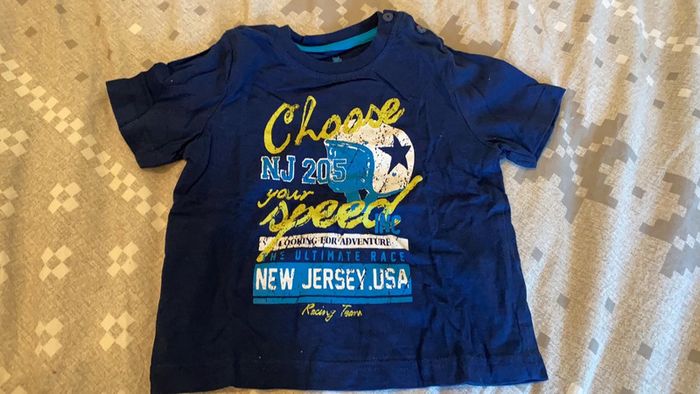 Choose
NJ 205
your
speed
INC
LOOKING FOR ADVENTURE
THE ULTIMATE RACE
NEW JERSEY.USA
Racing Team